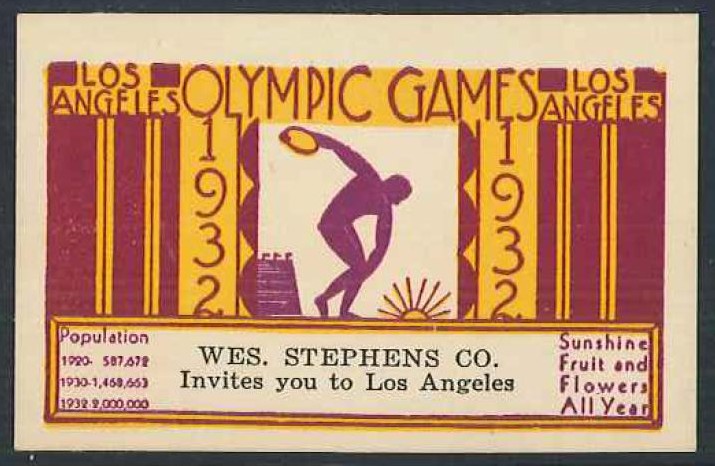 LOS ANGELES
OLYMPIC GAMES
LOS ANGELES
1932
1932
Population
1920- 587,672
1930-1,468,663
1932 2,000,000
WES. STEPHENS CO.
Invites you to Los Angeles
Sunshine
Fruit and
Flowers
All Year